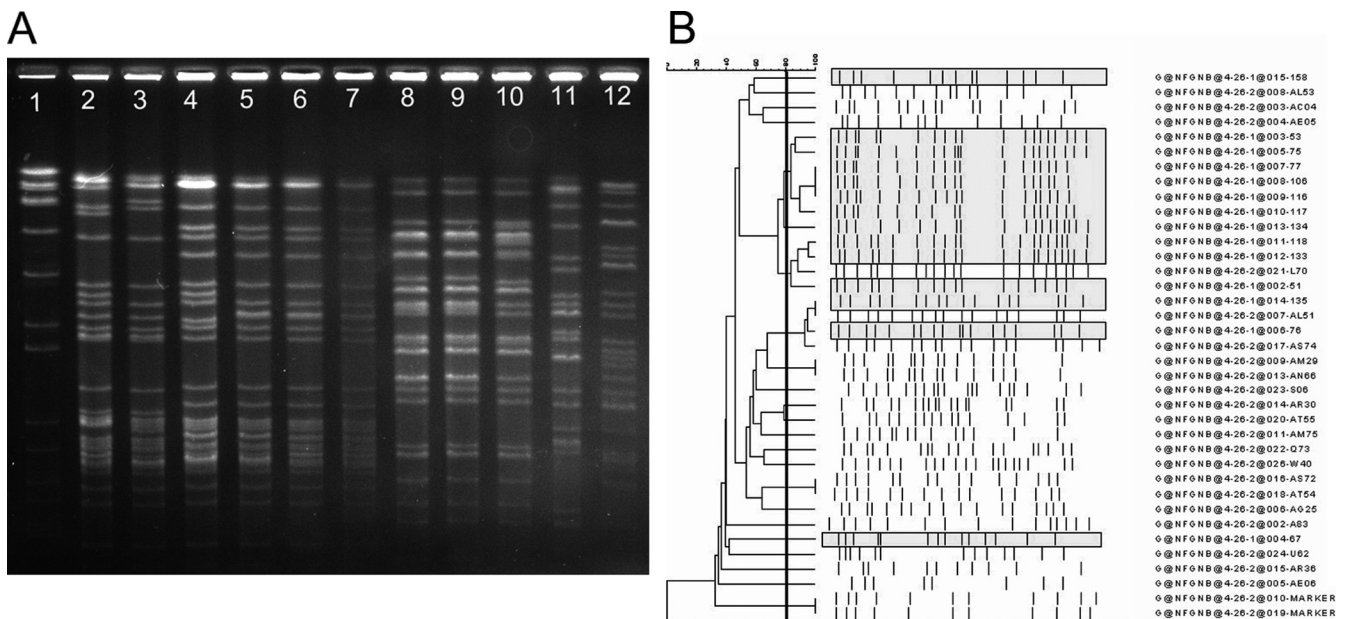 A
1 2 3 4 5 6 7 8 9 10 11 12
B
0 20 40 60 80 100
G@NFGNB@4-26-1@015-158
G@NFGNB@4-26-2@008-AL53
G@NFGNB@4-26-2@003-AC04
G@NFGNB@4-26-2@004-AE05
G@NFGNB@4-26-1@003-53
G@NFGNB@4-26-1@005-75
G@NFGNB@4-26-1@007-77
G@NFGNB@4-26-1@008-106
G@NFGNB@4-26-1@009-116
G@NFGNB@4-26-1@010-117
G@NFGNB@4-26-1@013-134
G@NFGNB@4-26-1@011-118
G@NFGNB@4-26-1@012-133
G@NFGNB@4-26-2@021-L70
G@NFGNB@4-26-1@002-51
G@NFGNB@4-26-1@014-135
G@NFGNB@4-26-2@007-AL51
G@NFGNB@4-26-1@006-76
G@NFGNB@4-26-2@017-AS74
G@NFGNB@4-26-2@009-AM29
G@NFGNB@4-26-2@013-AN66
G@NFGNB@4-26-2@023-S06
G@NFGNB@4-26-2@014-AR30
G@NFGNB@4-26-2@020-AT55
G@NFGNB@4-26-2@011-AM75
G@NFGNB@4-26-2@022-Q73
G@NFGNB@4-26-2@026-W40
G@NFGNB@4-26-2@016-AS72
G@NFGNB@4-26-2@018-AT54
G@NFGNB@4-26-2@006-AG25
G@NFGNB@4-26-2@002-A83
G@NFGNB@4-26-1@004-67
G@NFGNB@4-26-2@024-U62
G@NFGNB@4-26-2@015-AR36
G@NFGNB@4-26-2@005-AE06
G@NFGNB@4-26-2@010-MARKER
G@NFGNB@4-26-2@019-MARKER